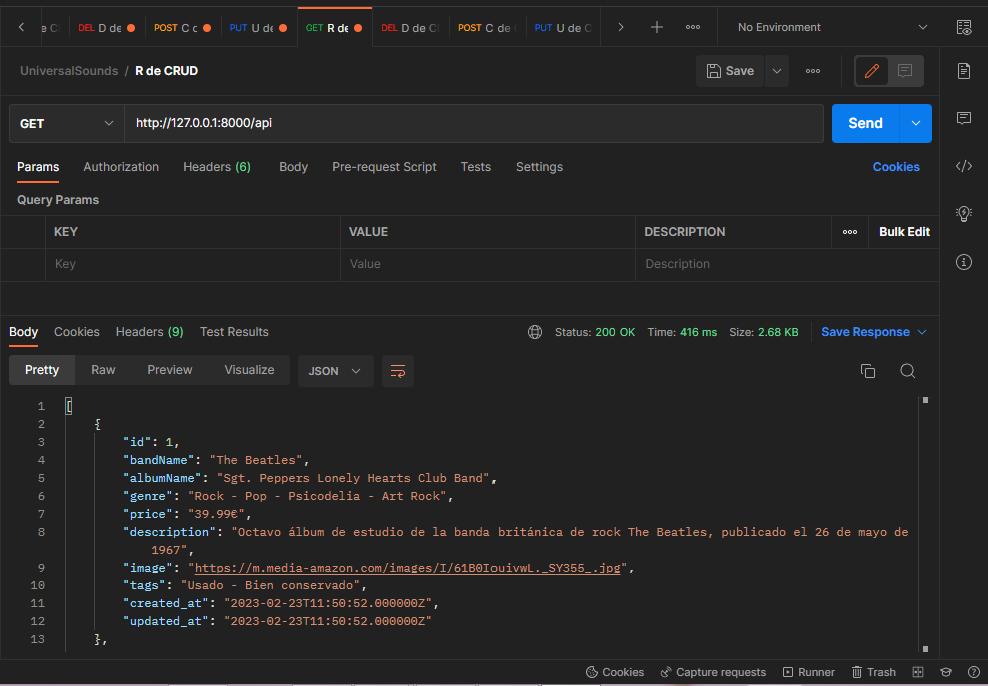 e C DEL D de POST C c PUT U de GET R de DEL D de C POST C de PUT U de C No Environment
UniversalSounds / R de CRUD Save
GET http://127.0.0.1:8000/api Send
Params Authorization Headers (6) Body Pre-request Script Tests Settings Cookies
Query Params
KEY VALUE DESCRIPTION Bulk Edit
Key Value Description
Body Cookies Headers (9) Test Results Status: 200 OK Time: 416 ms Size: 2.68 KB Save Response
Pretty Raw Preview Visualize JSON
1 [
2 {
3 "id": 1,
4 "bandName": "The Beatles",
5 "albumName": "Sgt. Peppers Lonely Hearts Club Band",
6 "genre": "Rock - Pop - Psicodelia - Art Rock",
7 "price": "39.99€",
8 "description": "Octavo álbum de estudio de la banda británica de rock The Beatles, publicado el 26 de mayo de
1967",
9 "image": "https://m.media-amazon.com/images/I/61B0IouivwL._SY355_.jpg",
10 "tags": "Usado - Bien conservado",
11 "created_at": "2023-02-23T11:50:52.000000Z",
12 "updated_at": "2023-02-23T11:50:52.000000Z"
13 },
Cookies Capture requests Runner Trash